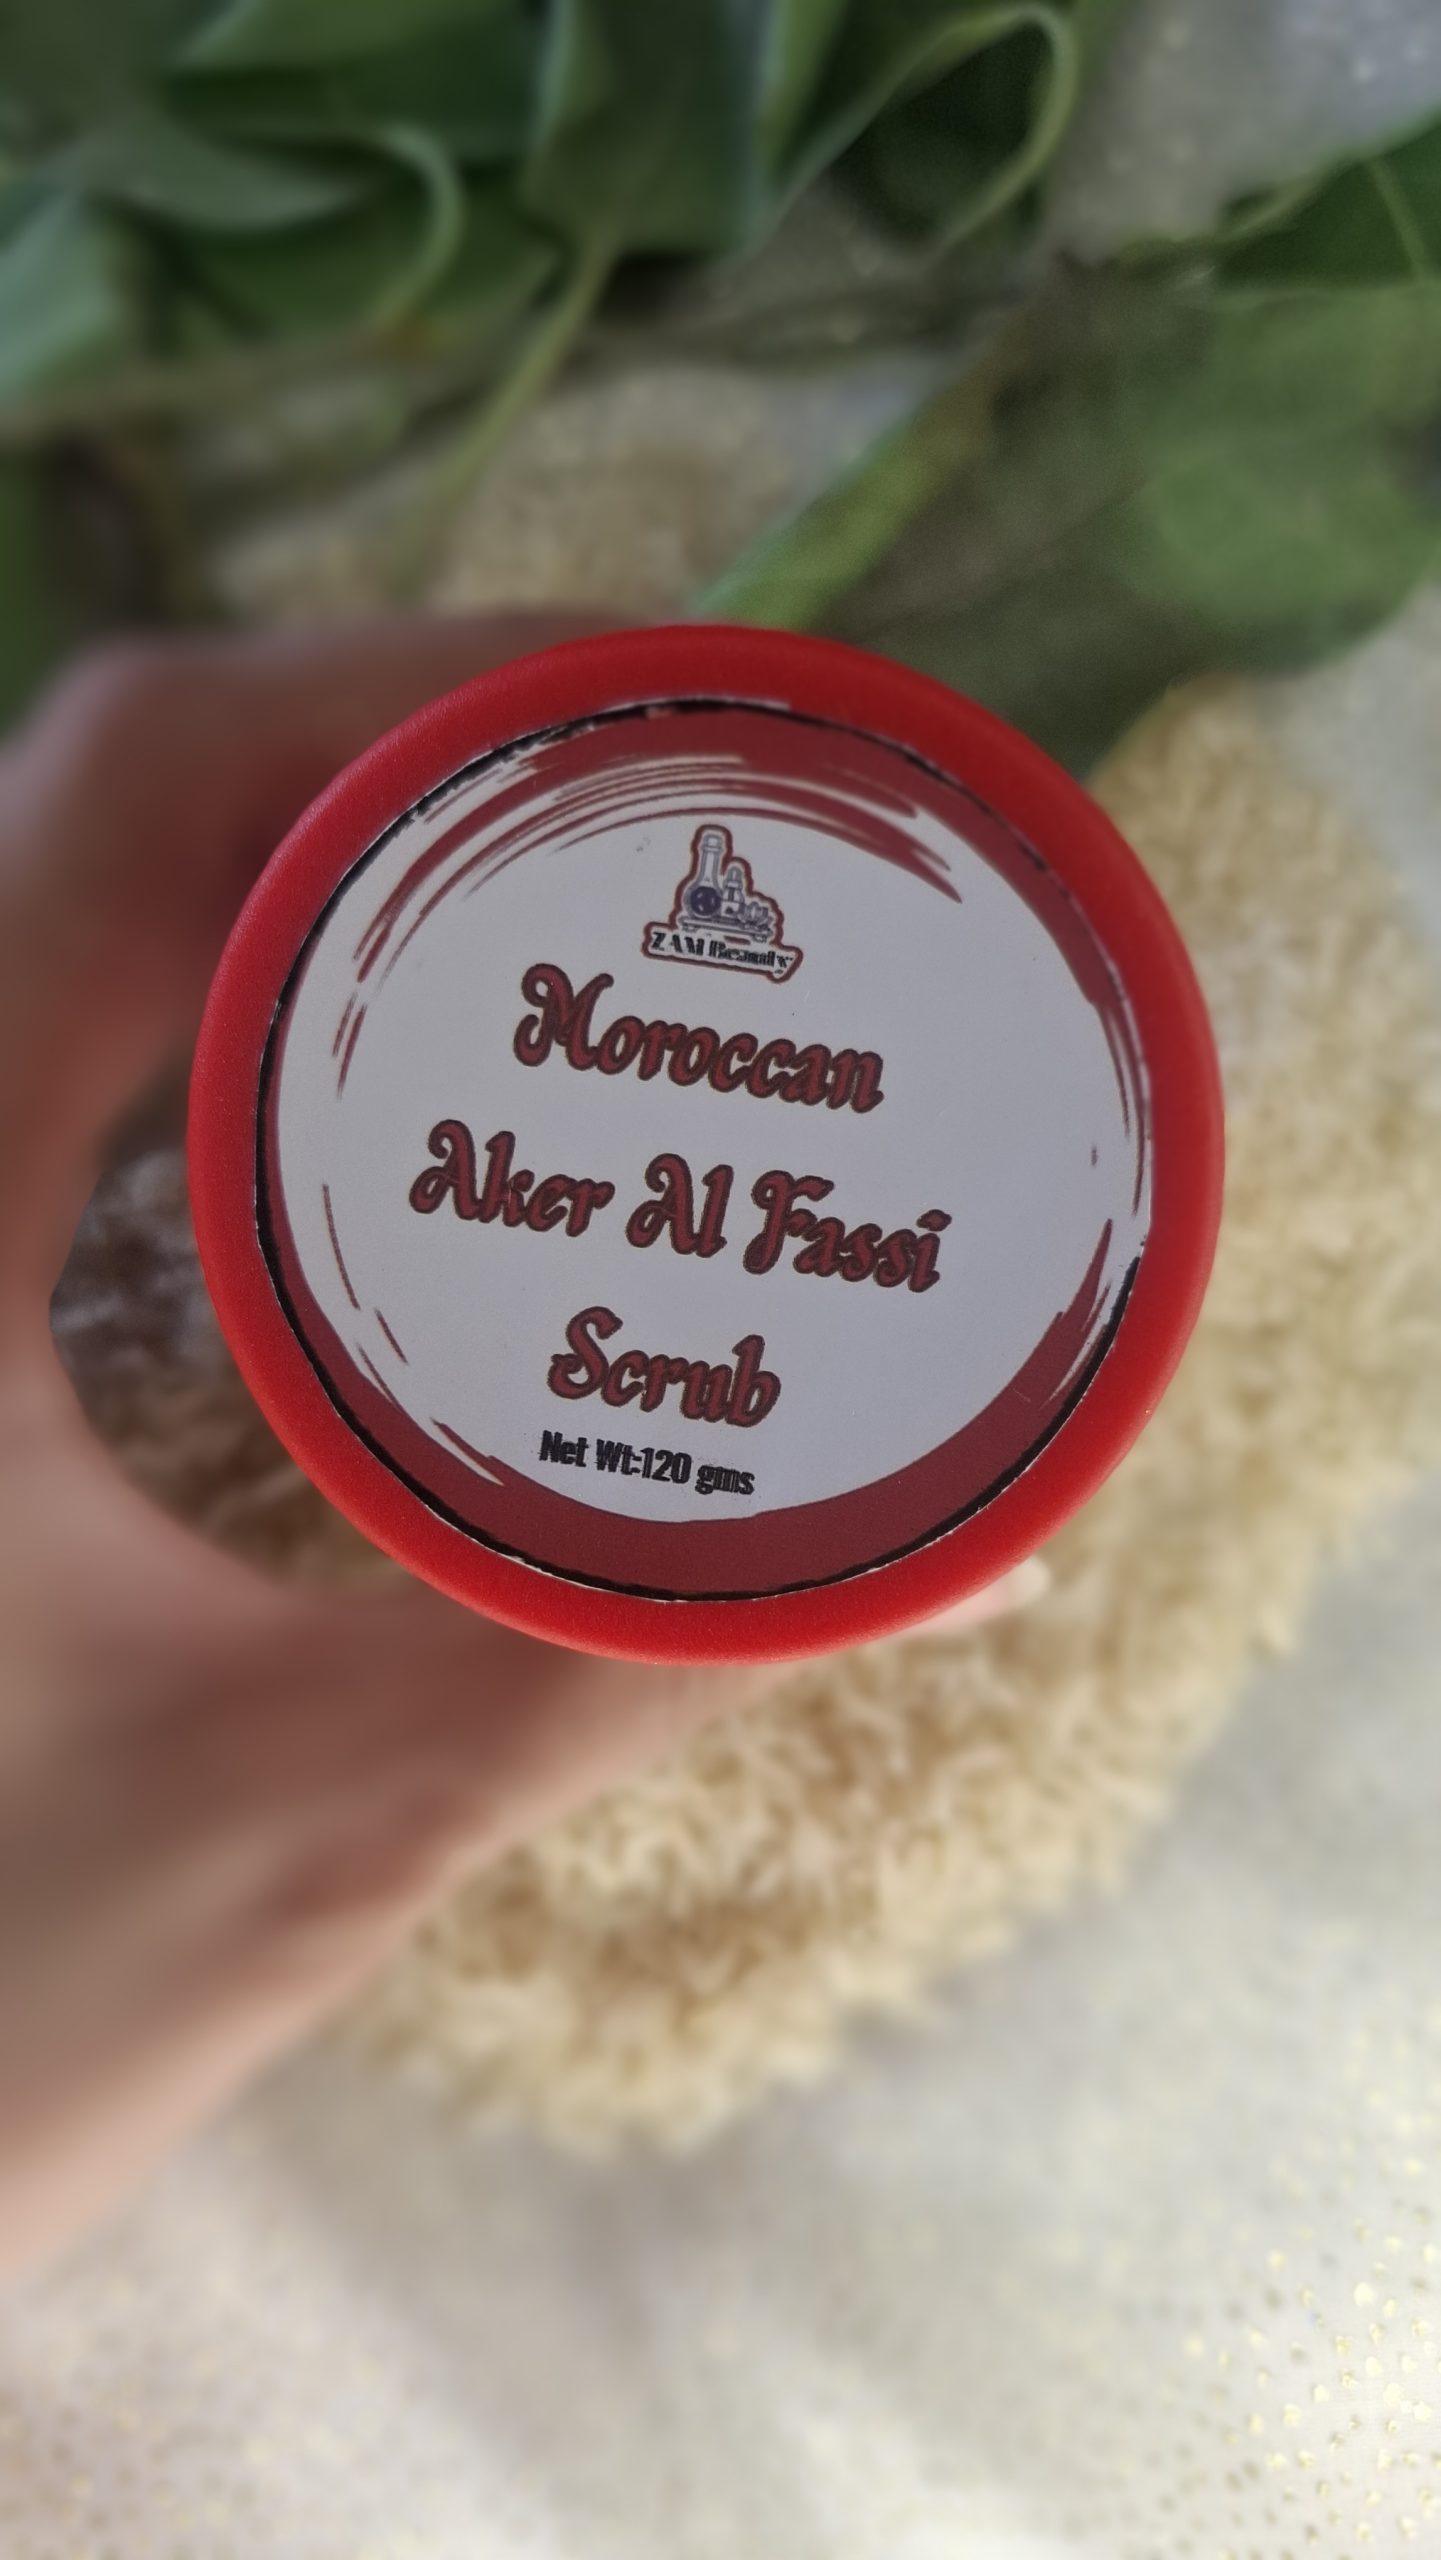 ZAM Beauty
Moroccan
Aker Al Fassi
Scrub
Net Wt:120 gms